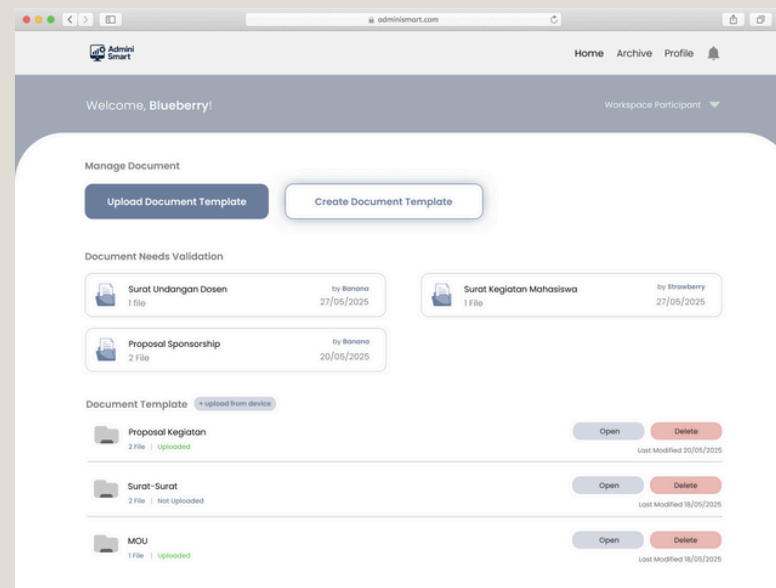 adminismart.com
Admini
Smart
Home Archive Profile
Welcome, Blueberry!
Workspace Participant
Manage Document
Upload Document Template
Create Document Template
Document Needs Validation
Surat Undangan Dosen
by Banana
1 file
27/05/2025
Surat Kegiatan Mahasiswa
by Strawberry
1 File
27/05/2025
Proposal Sponsorship
by Banana
2 File
20/05/2025
Document Template + upload from device
Proposal Kegiatan
2 File | Uploaded
Open Delete
Last Modified 20/05/2025
Surat-Surat
2 File | Not Uploaded
Open Delete
Last Modified 18/05/2025
MOU
1 File | Uploaded
Open Delete
Last Modified 18/05/2025